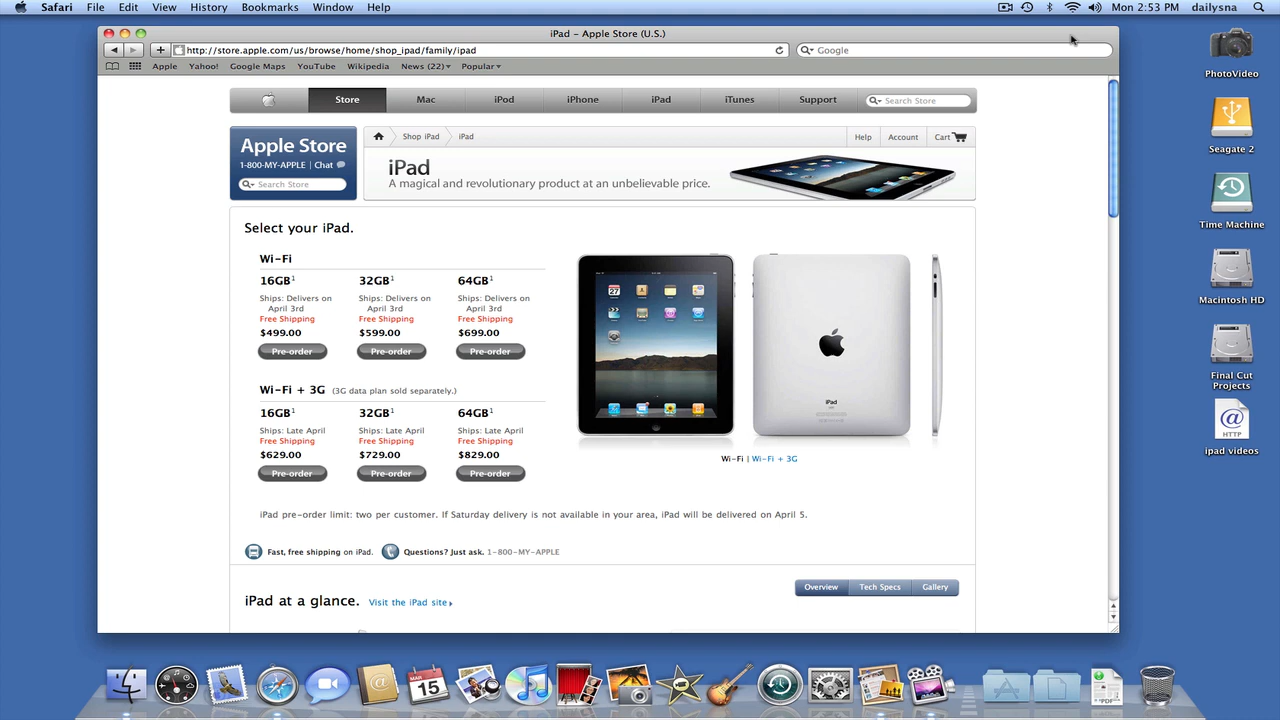 Safari File Edit View History Bookmarks Window Help Mon 2:53 PM dailysna
iPad – Apple Store (U.S.)
http://store.apple.com/us/browse/home/shop_ipad/family/ipad Google
Apple Yahoo! Google Maps YouTube Wikipedia News (22) Popular
Store Mac iPod iPhone iPad iTunes Support Search Store
Apple Store
1-800-MY-APPLE | Chat
Search Store
Shop iPad iPad Help Account Cart
iPad
A magical and revolutionary product at an unbelievable price.
Select your iPad.
Wi-Fi
16GB1 32GB1 64GB1
Ships: Delivers on Ships: Delivers on Ships: Delivers on
April 3rd April 3rd April 3rd
Free Shipping Free Shipping Free Shipping
$499.00 $599.00 $699.00
Pre-order Pre-order Pre-order
Wi-Fi + 3G (3G data plan sold separately.)
16GB1 32GB1 64GB1
Ships: Late April Ships: Late April Ships: Late April
Free Shipping Free Shipping Free Shipping
$629.00 $729.00 $829.00
Pre-order Pre-order Pre-order
27
iPad
Wi-Fi | Wi-Fi + 3G
iPad pre-order limit: two per customer. If Saturday delivery is not available in your area, iPad will be delivered on April 5.
Fast, free shipping on iPad. Questions? Just ask. 1-800-MY-APPLE
Overview Tech Specs Gallery
iPad at a glance. Visit the iPad site
PhotoVideo
Seagate 2
Time Machine
Macintosh HD
Final Cut
Projects
@
HTTP
ipad videos
MAR
15
@
PDF